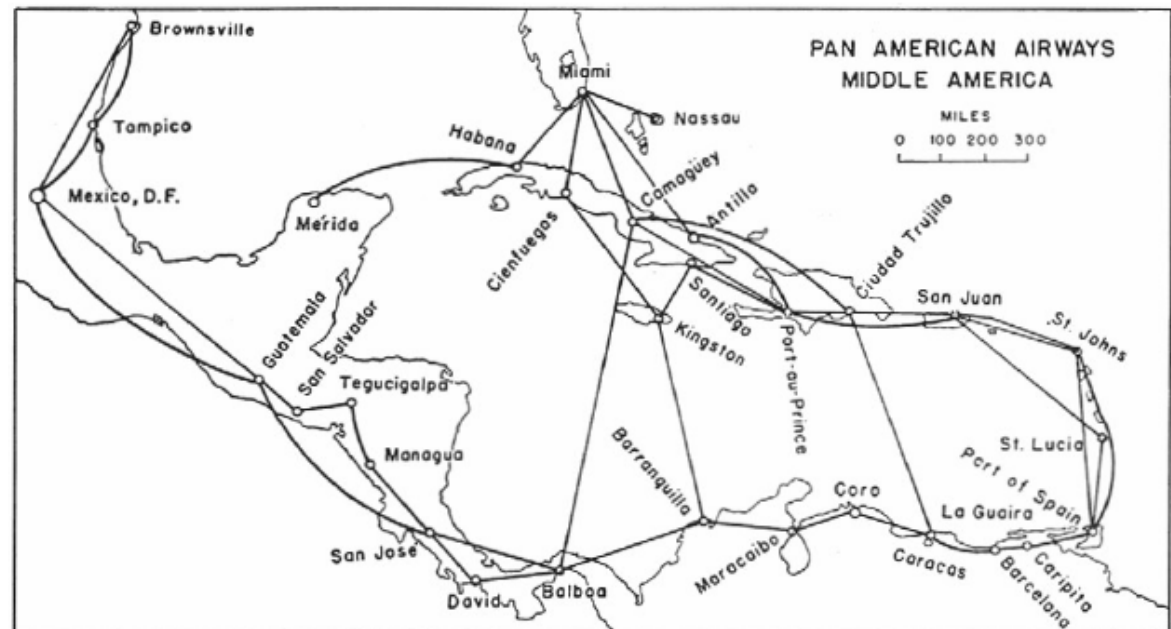 PAN AMERICAN AIRWAYS
MIDDLE AMERICA
MILES
0 100 200 300
Brownsville
Miami
Nassau
Tampico
Habana
Camagüey
Antilla
Mexico, D.F.
Merida
Cienfuegos
Ciudad Trujillo
Santiago
San Juan
Kingston
St. Johns
Port-au-Prince
Guatemala
San Salvador
Tegucigalpa
St. Lucia
Managua
Barranquilla
Port of Spain
Coro
La Guaira
San José
Maracaibo
Caracas
Caripita
Barcelona
David
Balboa